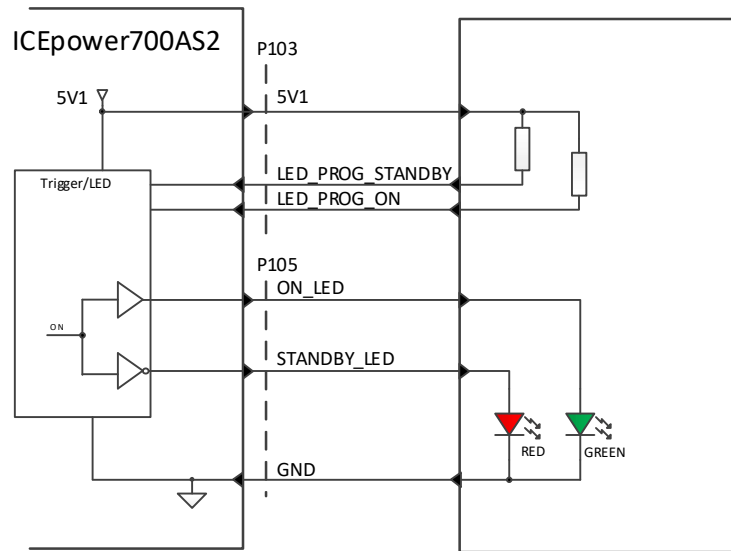 ICEpower700AS2
P103
5V1
5V1
LED_PROG_STANDBY
Trigger/LED
LED_PROG_ON
P105
ON_LED
ON
STANDBY_LED
RED
GREEN
GND